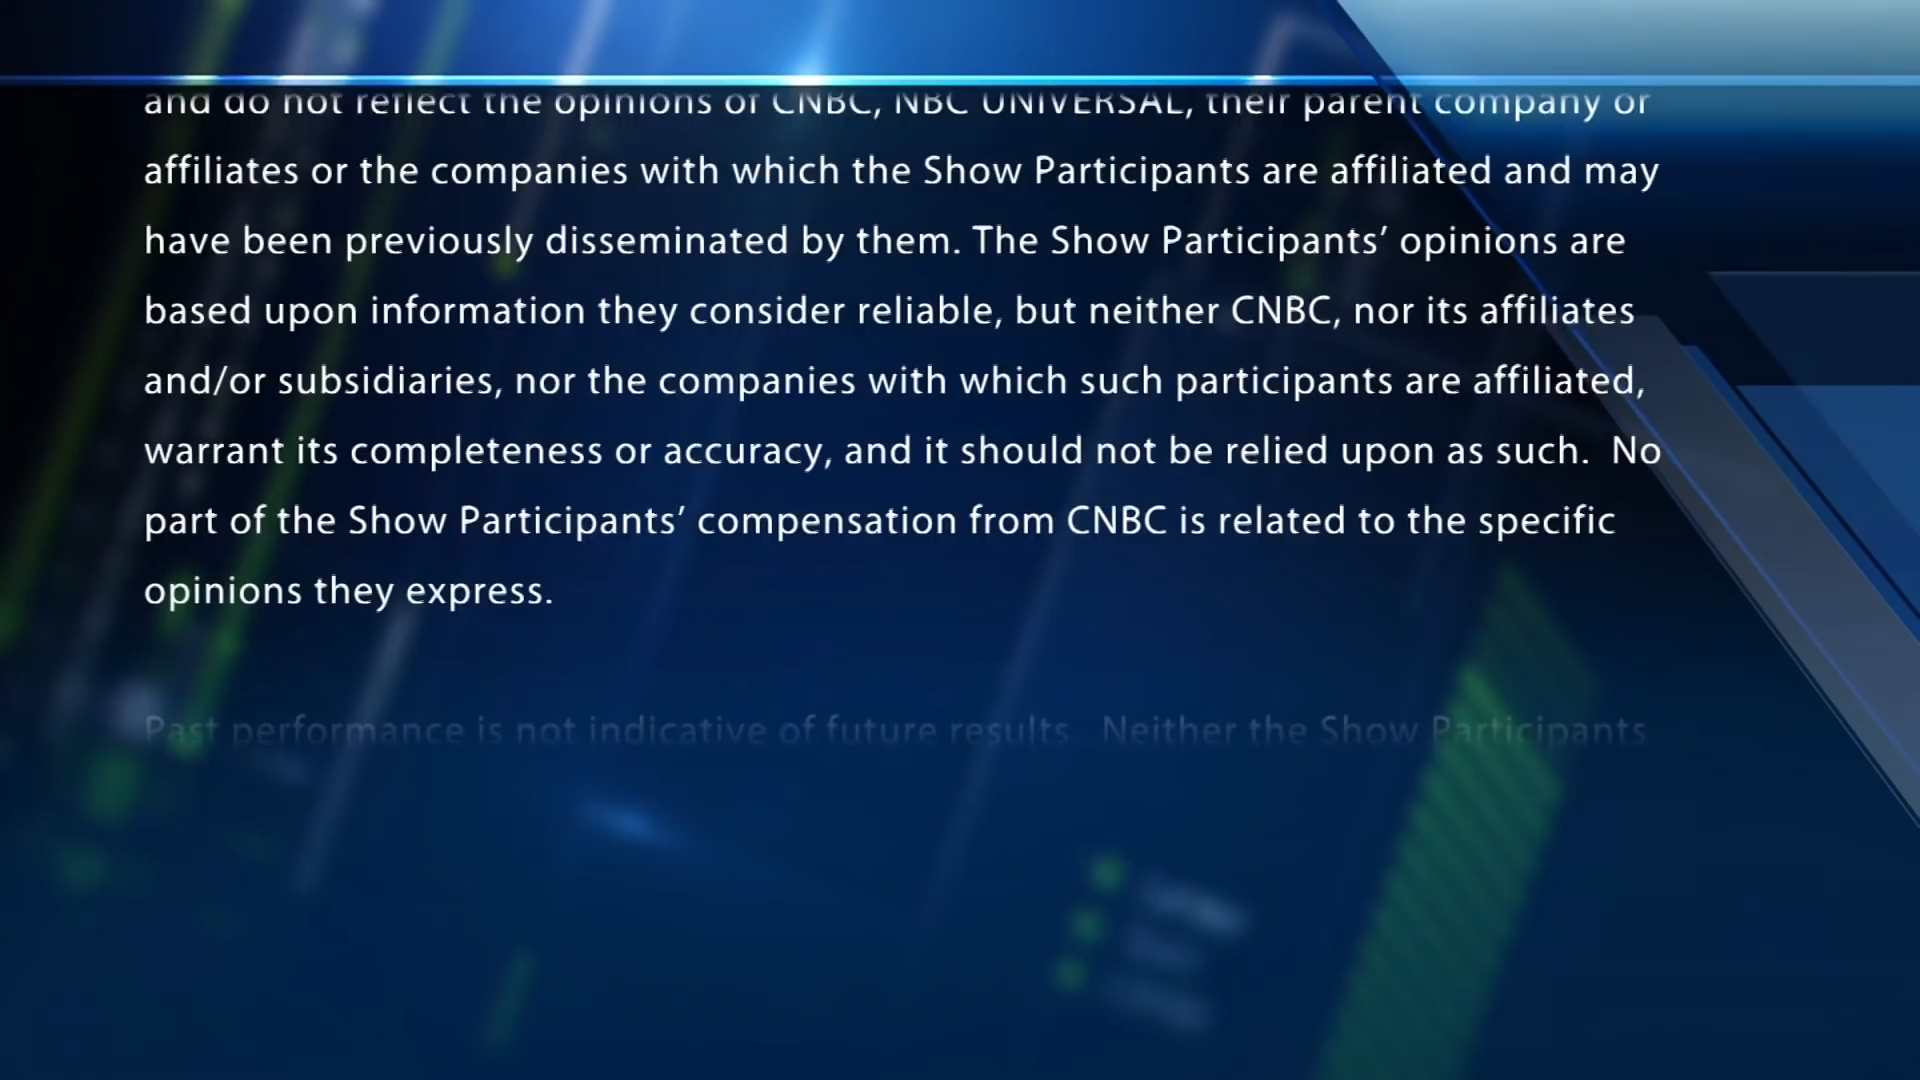 and do not reflect the opinions of CNBC, NBC UNIVERSAL, their parent company or
affiliates or the companies with which the Show Participants are affiliated and may
have been previously disseminated by them. The Show Participants’ opinions are
based upon information they consider reliable, but neither CNBC, nor its affiliates
and/or subsidiaries, nor the companies with which such participants are affiliated,
warrant its completeness or accuracy, and it should not be relied upon as such.  No
part of the Show Participants’ compensation from CNBC is related to the specific
opinions they express.
Past performance is not indicative of future results   Neither the Show Participants